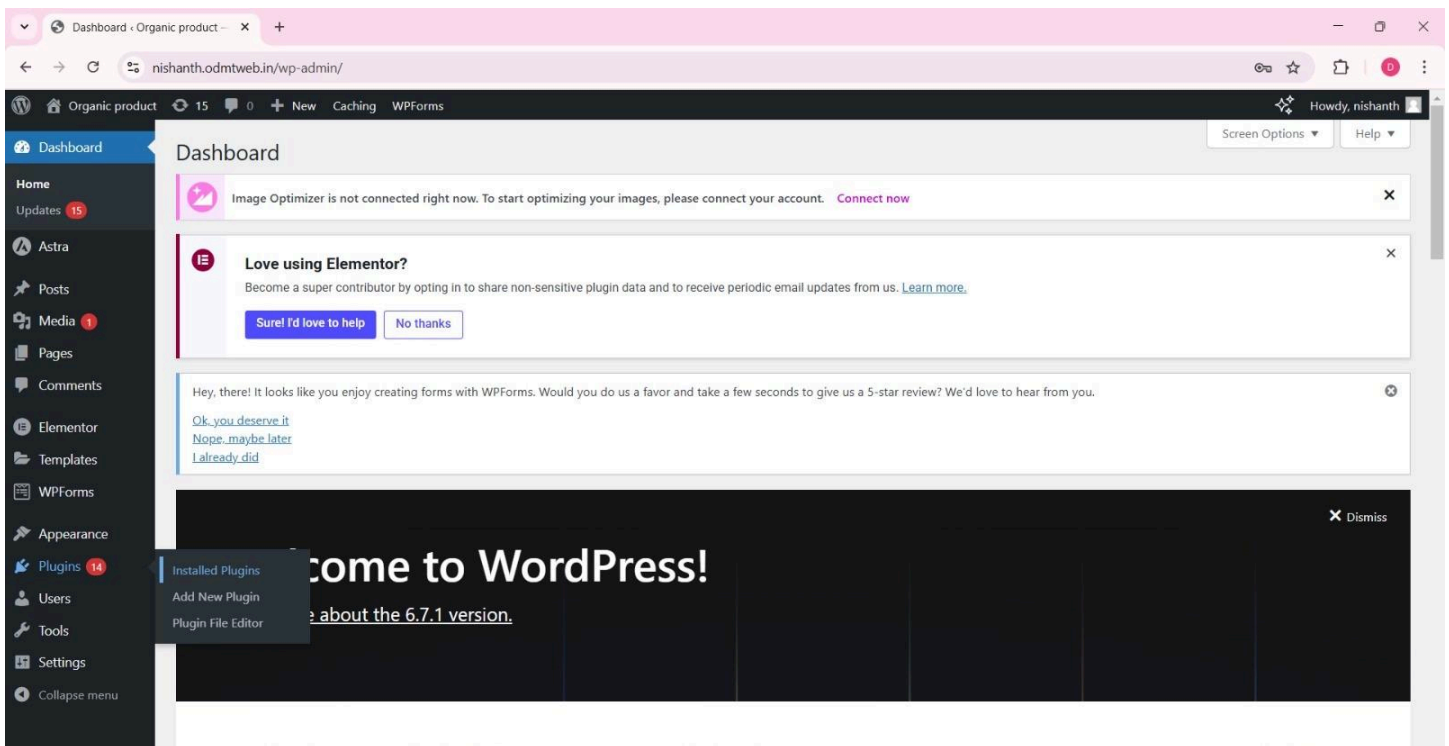 Dashboard ‹ Organic product —
nishanth.odmtweb.in/wp-admin/
D
Organic product 15 0 New Caching WPForms Howdy, nishanth
Screen Options Help
Dashboard
Home
Updates 15
Astra
Posts
Media 1
Pages
Comments
Elementor
Templates
WPForms
Appearance
Plugins 14
Users
Tools
Settings
Collapse menu
Installed Plugins
Add New Plugin
Plugin File Editor
Dashboard
Image Optimizer is not connected right now. To start optimizing your images, please connect your account. Connect now
Love using Elementor?
Become a super contributor by opting in to share non-sensitive plugin data and to receive periodic email updates from us. Learn more.
Sure! I'd love to help No thanks
Hey, there! It looks like you enjoy creating forms with WPForms. Would you do us a favor and take a few seconds to give us a 5-star review? We'd love to hear from you.
Ok, you deserve it
Nope, maybe later
I already did
Dismiss
come to WordPress!
about the 6.7.1 version.